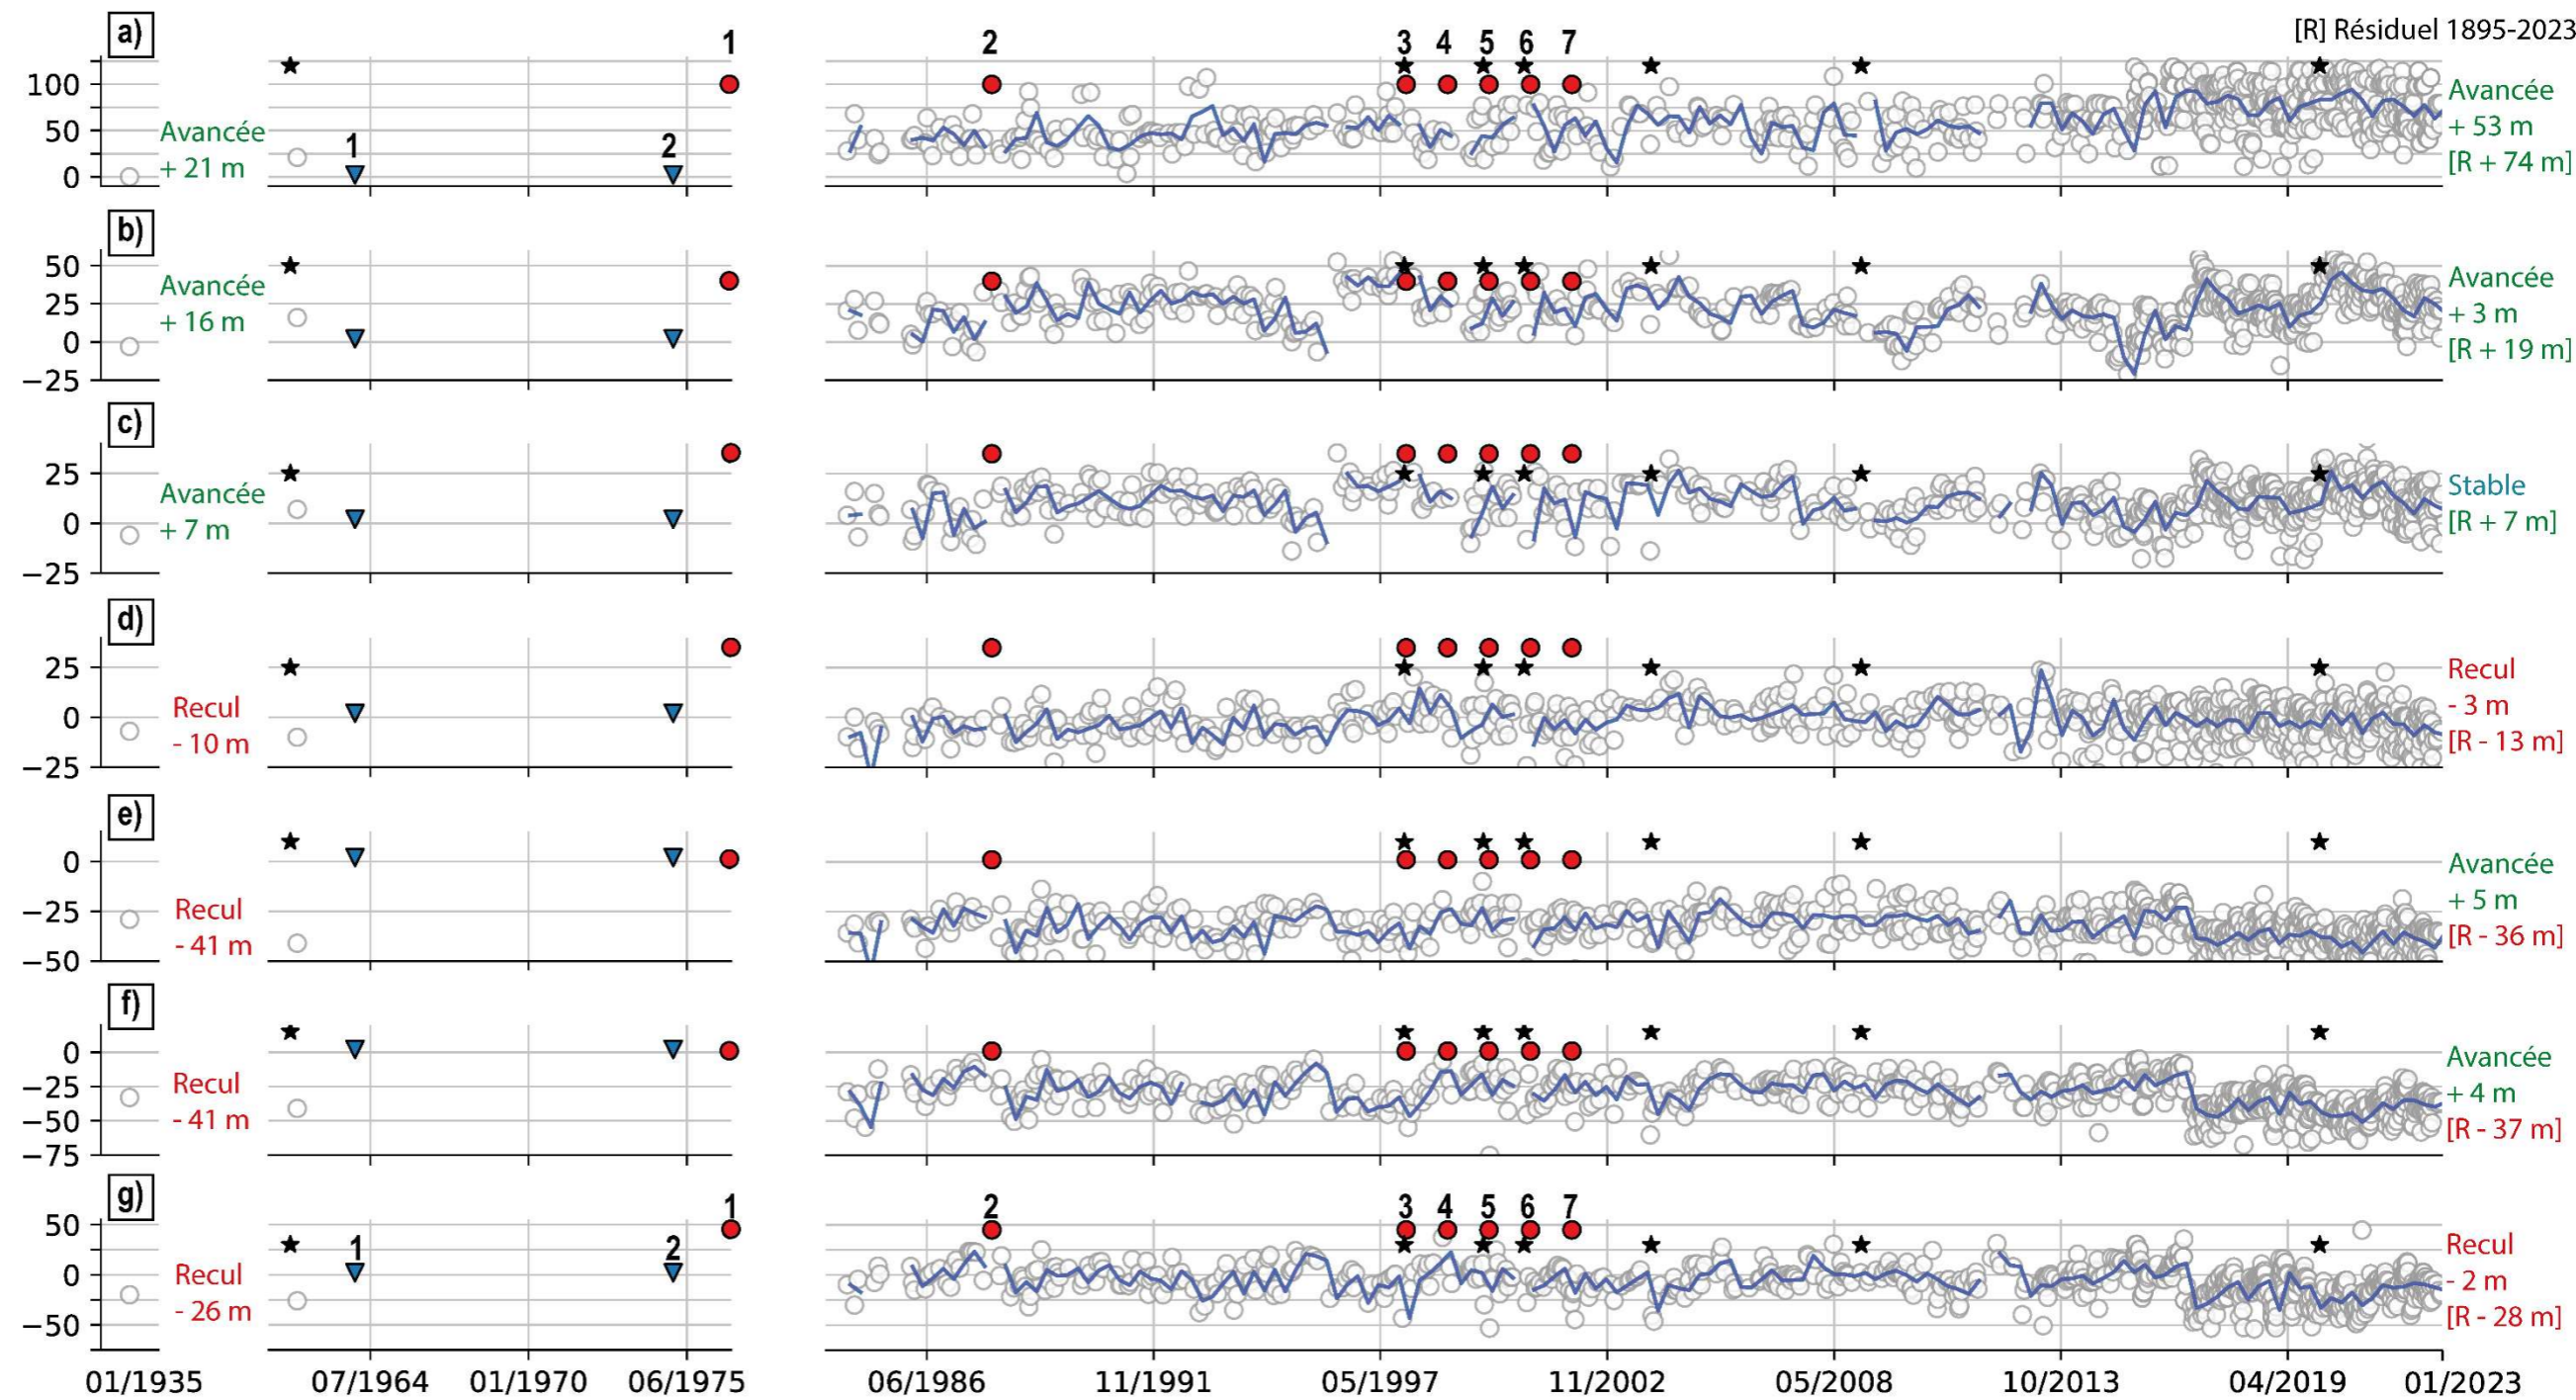 [R] Résiduel 1895-2023
a)
1 2 3 4 5 6 7
100
50
0
Avancée
+ 21 m
1 2
Avancée
+ 53 m
[R + 74 m]
b)
50
25
0
−25
Avancée
+ 16 m
Avancée
+ 3 m
[R + 19 m]
c)
25
0
−25
Avancée
+ 7 m
Stable
[R + 7 m]
d)
25
0
−25
Recul
- 10 m
Recul
- 3 m
[R - 13 m]
e)
0
−25
−50
Recul
- 41 m
Avancée
+ 5 m
[R - 36 m]
f)
0
−25
−50
−75
Recul
- 41 m
Avancée
+ 4 m
[R - 37 m]
g)
1 2 3 4 5 6 7
50
0
−50
1 2
Recul
- 26 m
Recul
- 2 m
[R - 28 m]
01/1935 07/1964 01/1970 06/1975 06/1986 11/1991 05/1997 11/2002 05/2008 10/2013 04/2019 01/2023